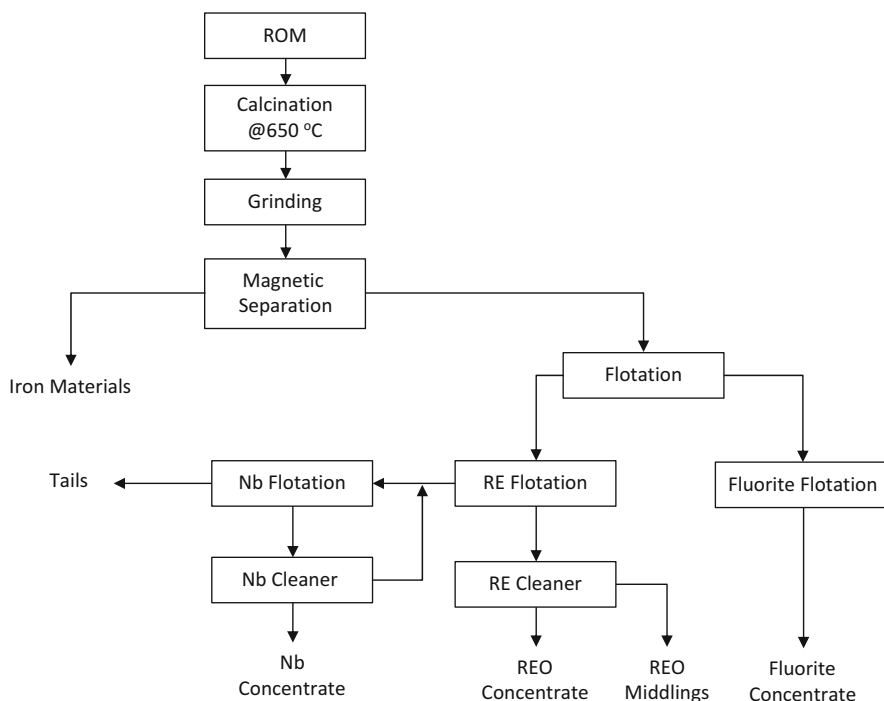 ROM
Calcination
@650 °C
Grinding
Magnetic
Separation
Iron Materials
Flotation
Tails
Nb Flotation
RE Flotation
Fluorite Flotation
Nb Cleaner
RE Cleaner
Nb
Concentrate
REO
Concentrate
REO
Middlings
Fluorite
Concentrate